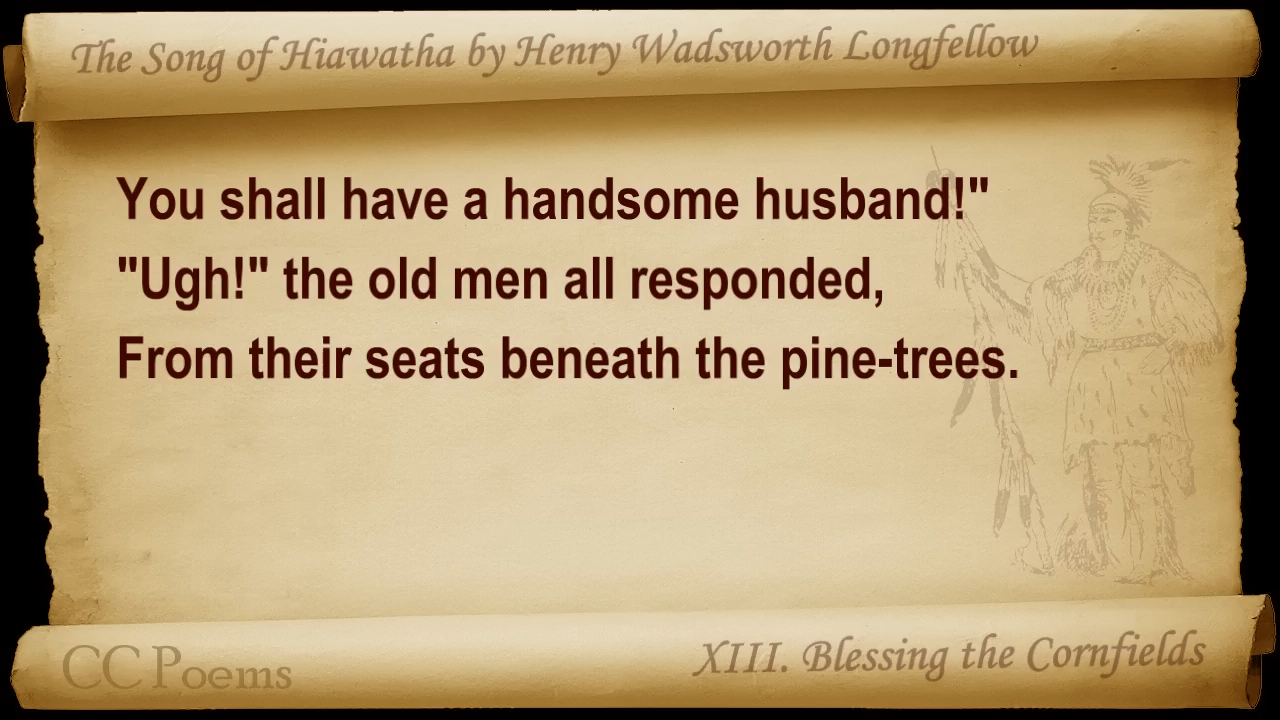 The Song of Hiawatha by Henry Wadsworth Longfellow
You shall have a handsome husband!"
"Ugh!" the old men all responded,
From their seats beneath the pine-trees.
CC Poems
XIII. Blessing the Cornfields